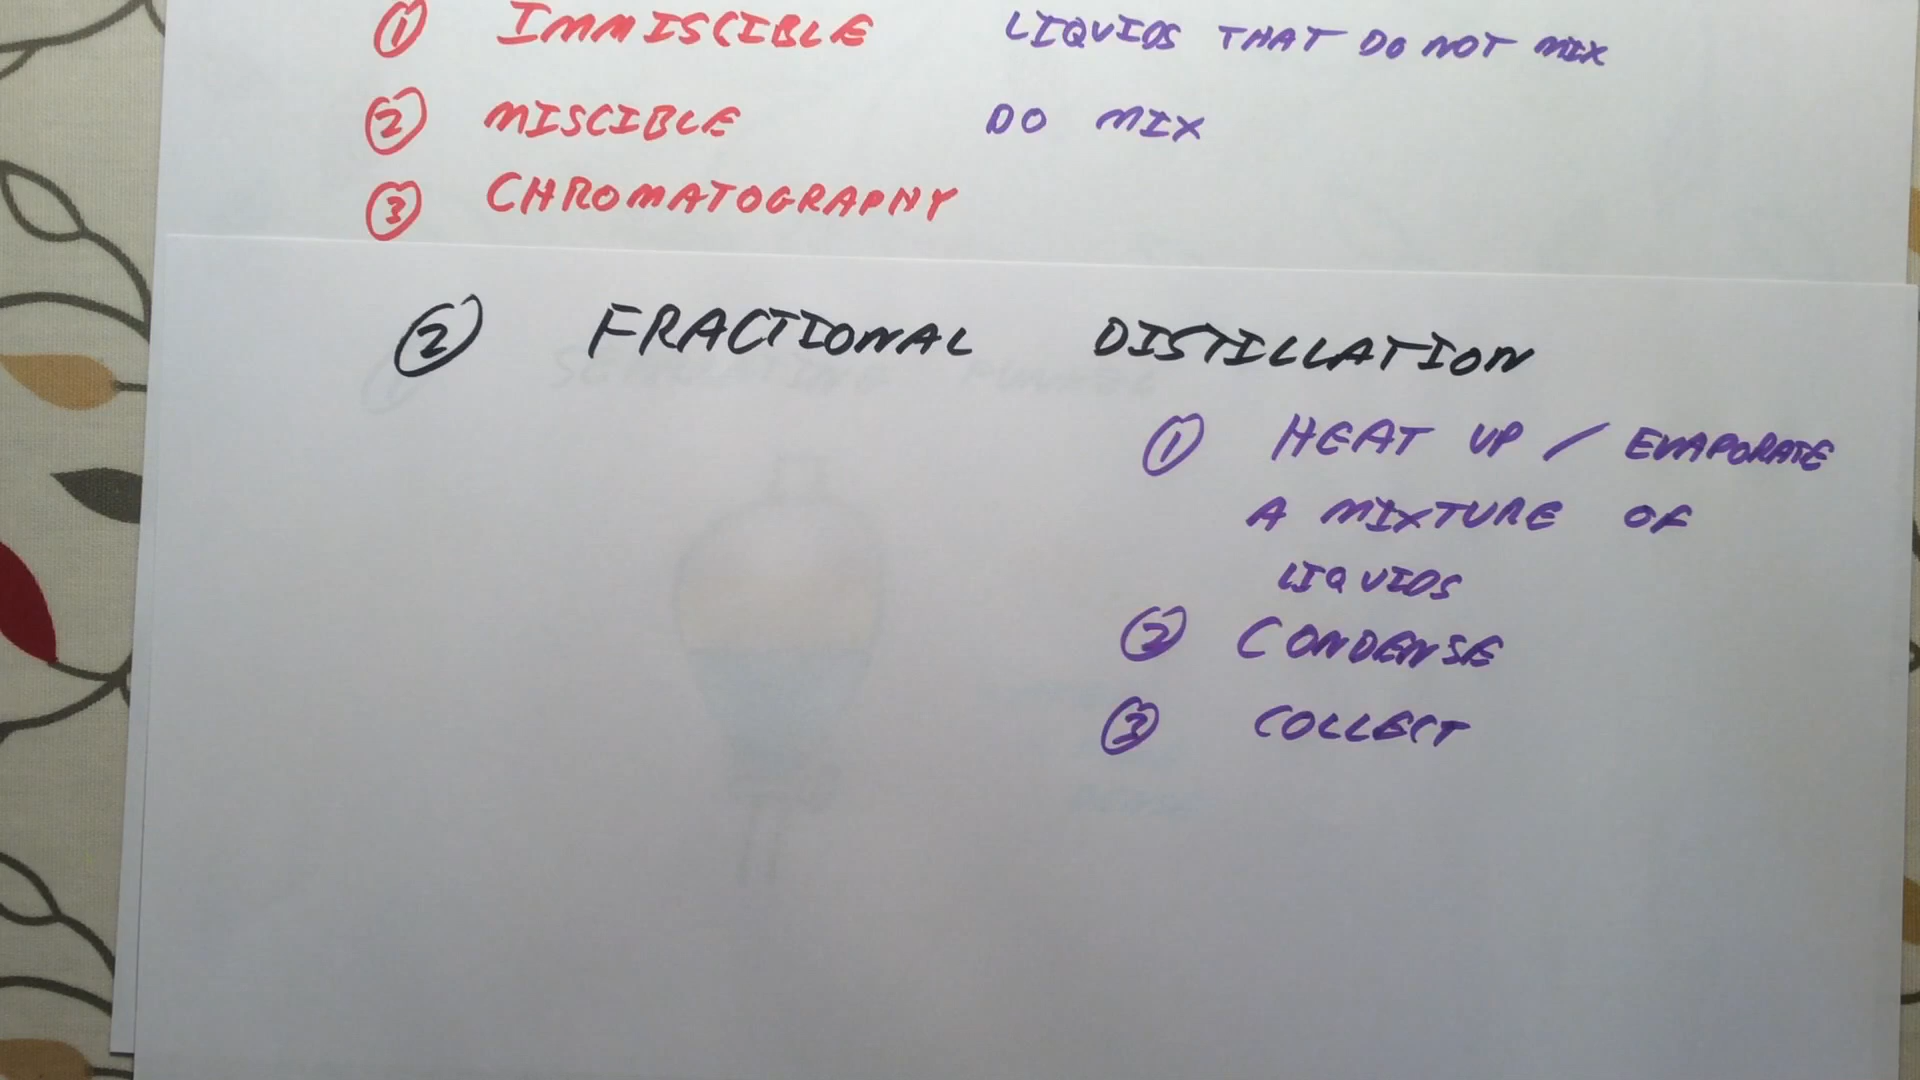 ① IMMISCIBLE LIQUIDS THAT DO NOT MIX
② MISCIBLE DO MIX
③ CHROMATOGRAPHY
② FRACTIONAL DISTILLATION
① HEAT UP / EVAPORATE
A MIXTURE OF
LIQUIDS
② CONDENSE
③ COLLECT